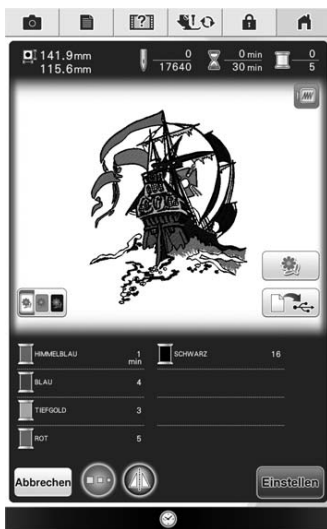 141.9mm
115.6mm
0
17640
0 min
30 min
0
5
HIMMELBLAU 1 min
SCHWARZ 16
BLAU 4
TIEFGOLD 3
ROT 5
Abbrechen
Einstellen